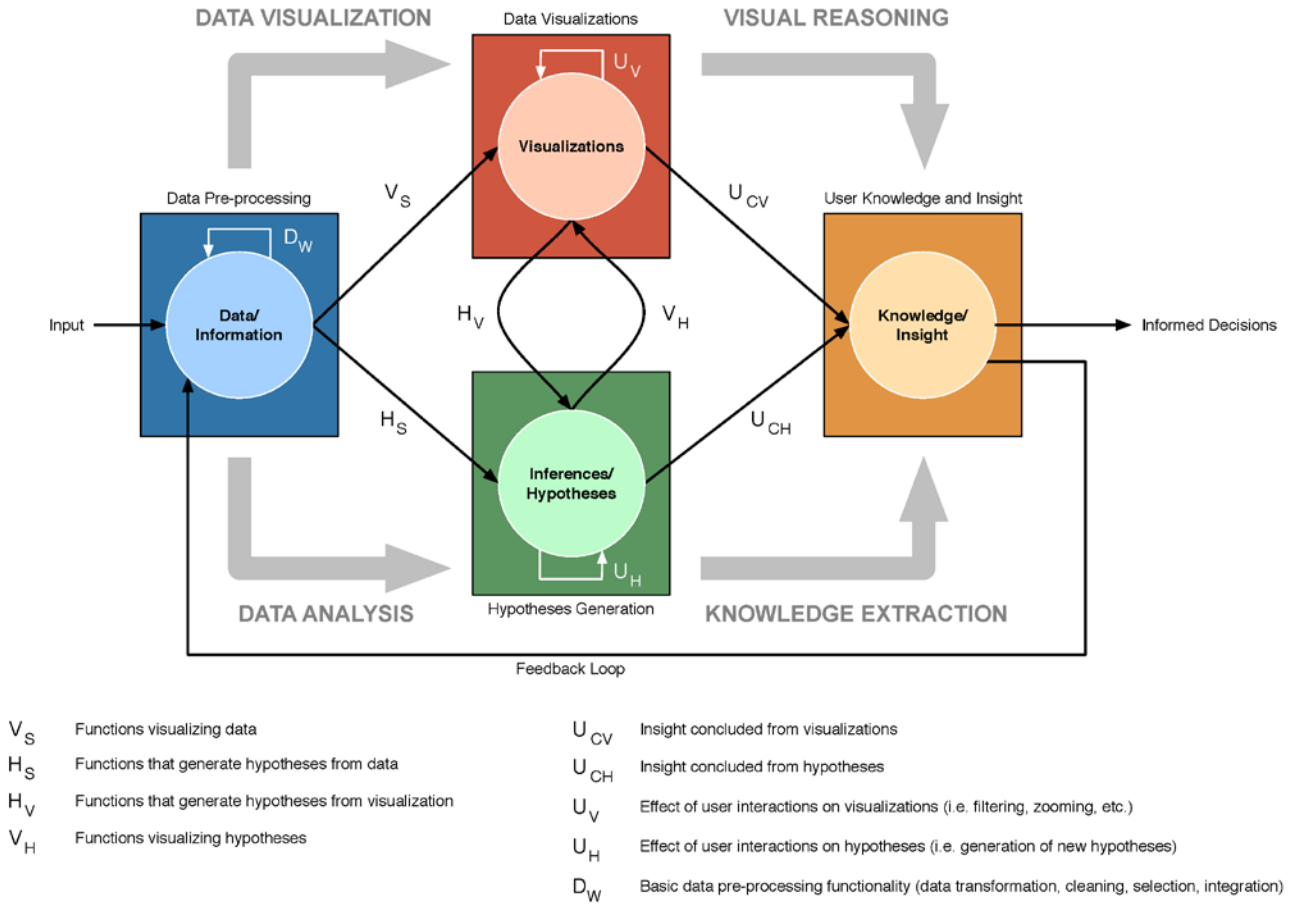 DATA VISUALIZATION
Data Visualizations
VISUAL REASONING
U_V
Visualizations
V_S
U_CV
Data Pre-processing
User Knowledge and Insight
D_W
Input
Data/
Information
H_V
V_H
Knowledge/
Insight
Informed Decisions
H_S
U_CH
Inferences/
Hypotheses
U_H
Hypotheses Generation
DATA ANALYSIS
KNOWLEDGE EXTRACTION
Feedback Loop
V_S Functions visualizing data
H_S Functions that generate hypotheses from data
H_V Functions that generate hypotheses from visualization
V_H Functions visualizing hypotheses
U_CV Insight concluded from visualizations
U_CH Insight concluded from hypotheses
U_V Effect of user interactions on visualizations (i.e. filtering, zooming, etc.)
U_H Effect of user interactions on hypotheses (i.e. generation of new hypotheses)
D_W Basic data pre-processing functionality (data transformation, cleaning, selection, integration)